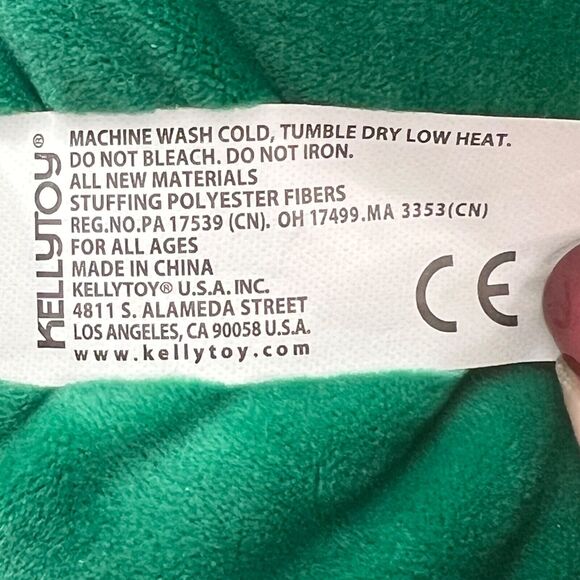 KELLYTOY®
MACHINE WASH COLD, TUMBLE DRY LOW HEAT.
DO NOT BLEACH. DO NOT IRON.
ALL NEW MATERIALS
STUFFING POLYESTER FIBERS
REG.NO.PA 17539 (CN). OH 17499.MA 3353(CN)
FOR ALL AGES
MADE IN CHINA
KELLYTOY® U.S.A. INC.
4811 S. ALAMEDA STREET
LOS ANGELES, CA 90058 U.S.A.
www.kellytoy.com
CE